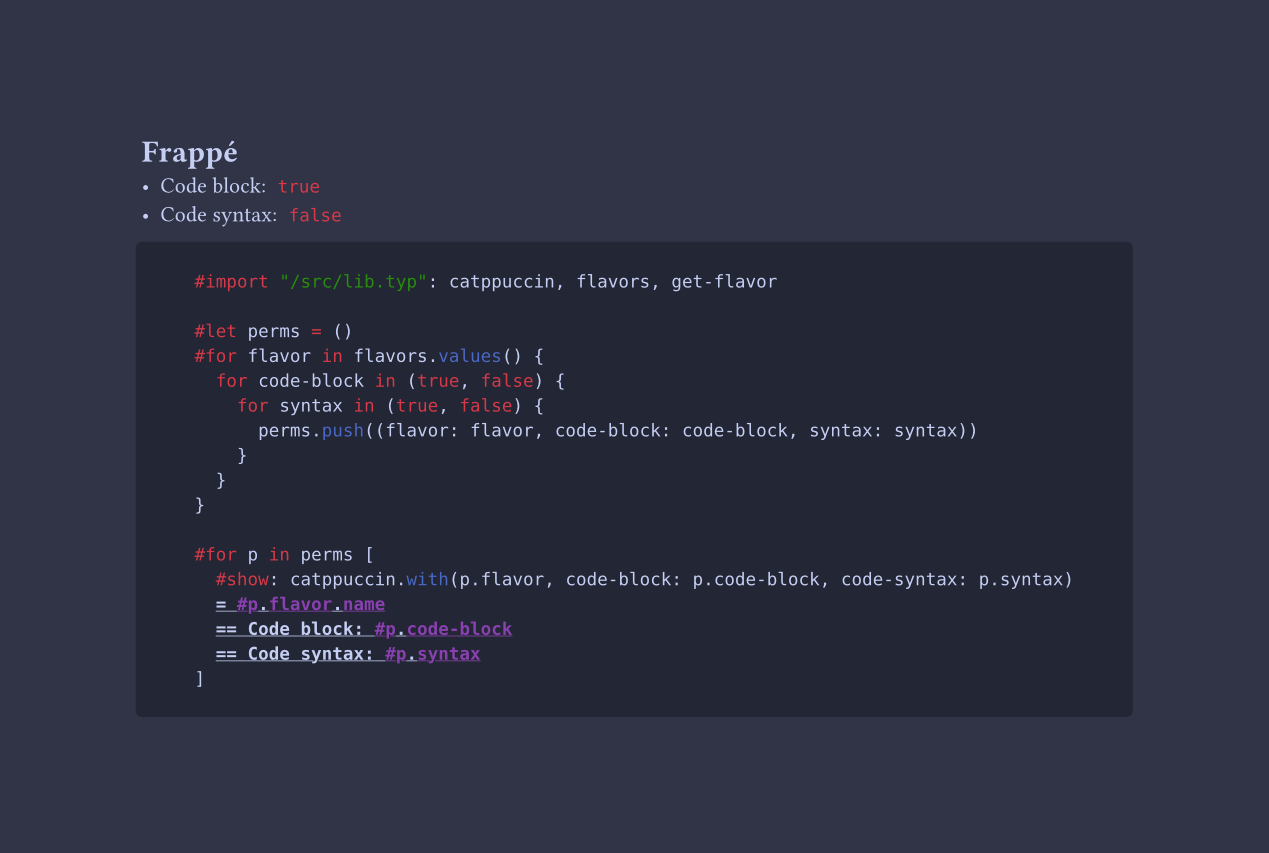 Frappé
• Code block: true
• Code syntax: false
#import "/src/lib.typ": catppuccin, flavors, get-flavor
#let perms = ()
#for flavor in flavors.values() {
  for code-block in (true, false) {
    for syntax in (true, false) {
      perms.push((flavor: flavor, code-block: code-block, syntax: syntax))
    }
  }
}
#for p in perms [
  #show: catppuccin.with(p.flavor, code-block: p.code-block, code-syntax: p.syntax)
  = #p.flavor.name
  == Code block: #p.code-block
  == Code syntax: #p.syntax
]